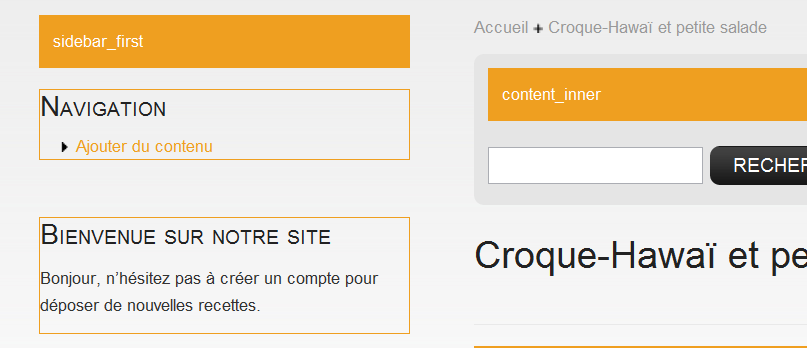 sidebar_first
NAVIGATION
Ajouter du contenu
BIENVENUE SUR NOTRE SITE
Bonjour, n’hésitez pas à créer un compte pour
déposer de nouvelles recettes.
Accueil + Croque-Hawaï et petite salade
content_inner
RECHER
Croque-Hawaï et pe